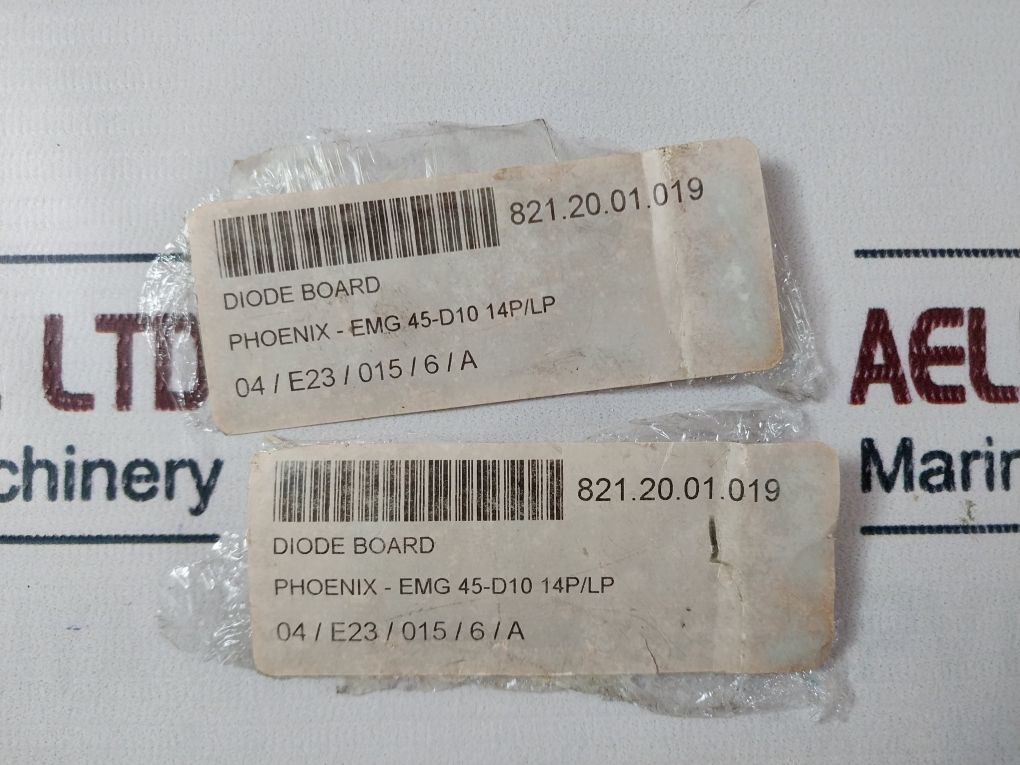 821.20.01.019
DIODE BOARD
PHOENIX - EMG 45-D10 14P/LP
04 / E23 / 015 / 6 / A
821.20.01.019
DIODE BOARD
PHOENIX - EMG 45-D10 14P/LP
04 / E23 / 015 / 6 / A
LTD
chinery
AEL
Marin